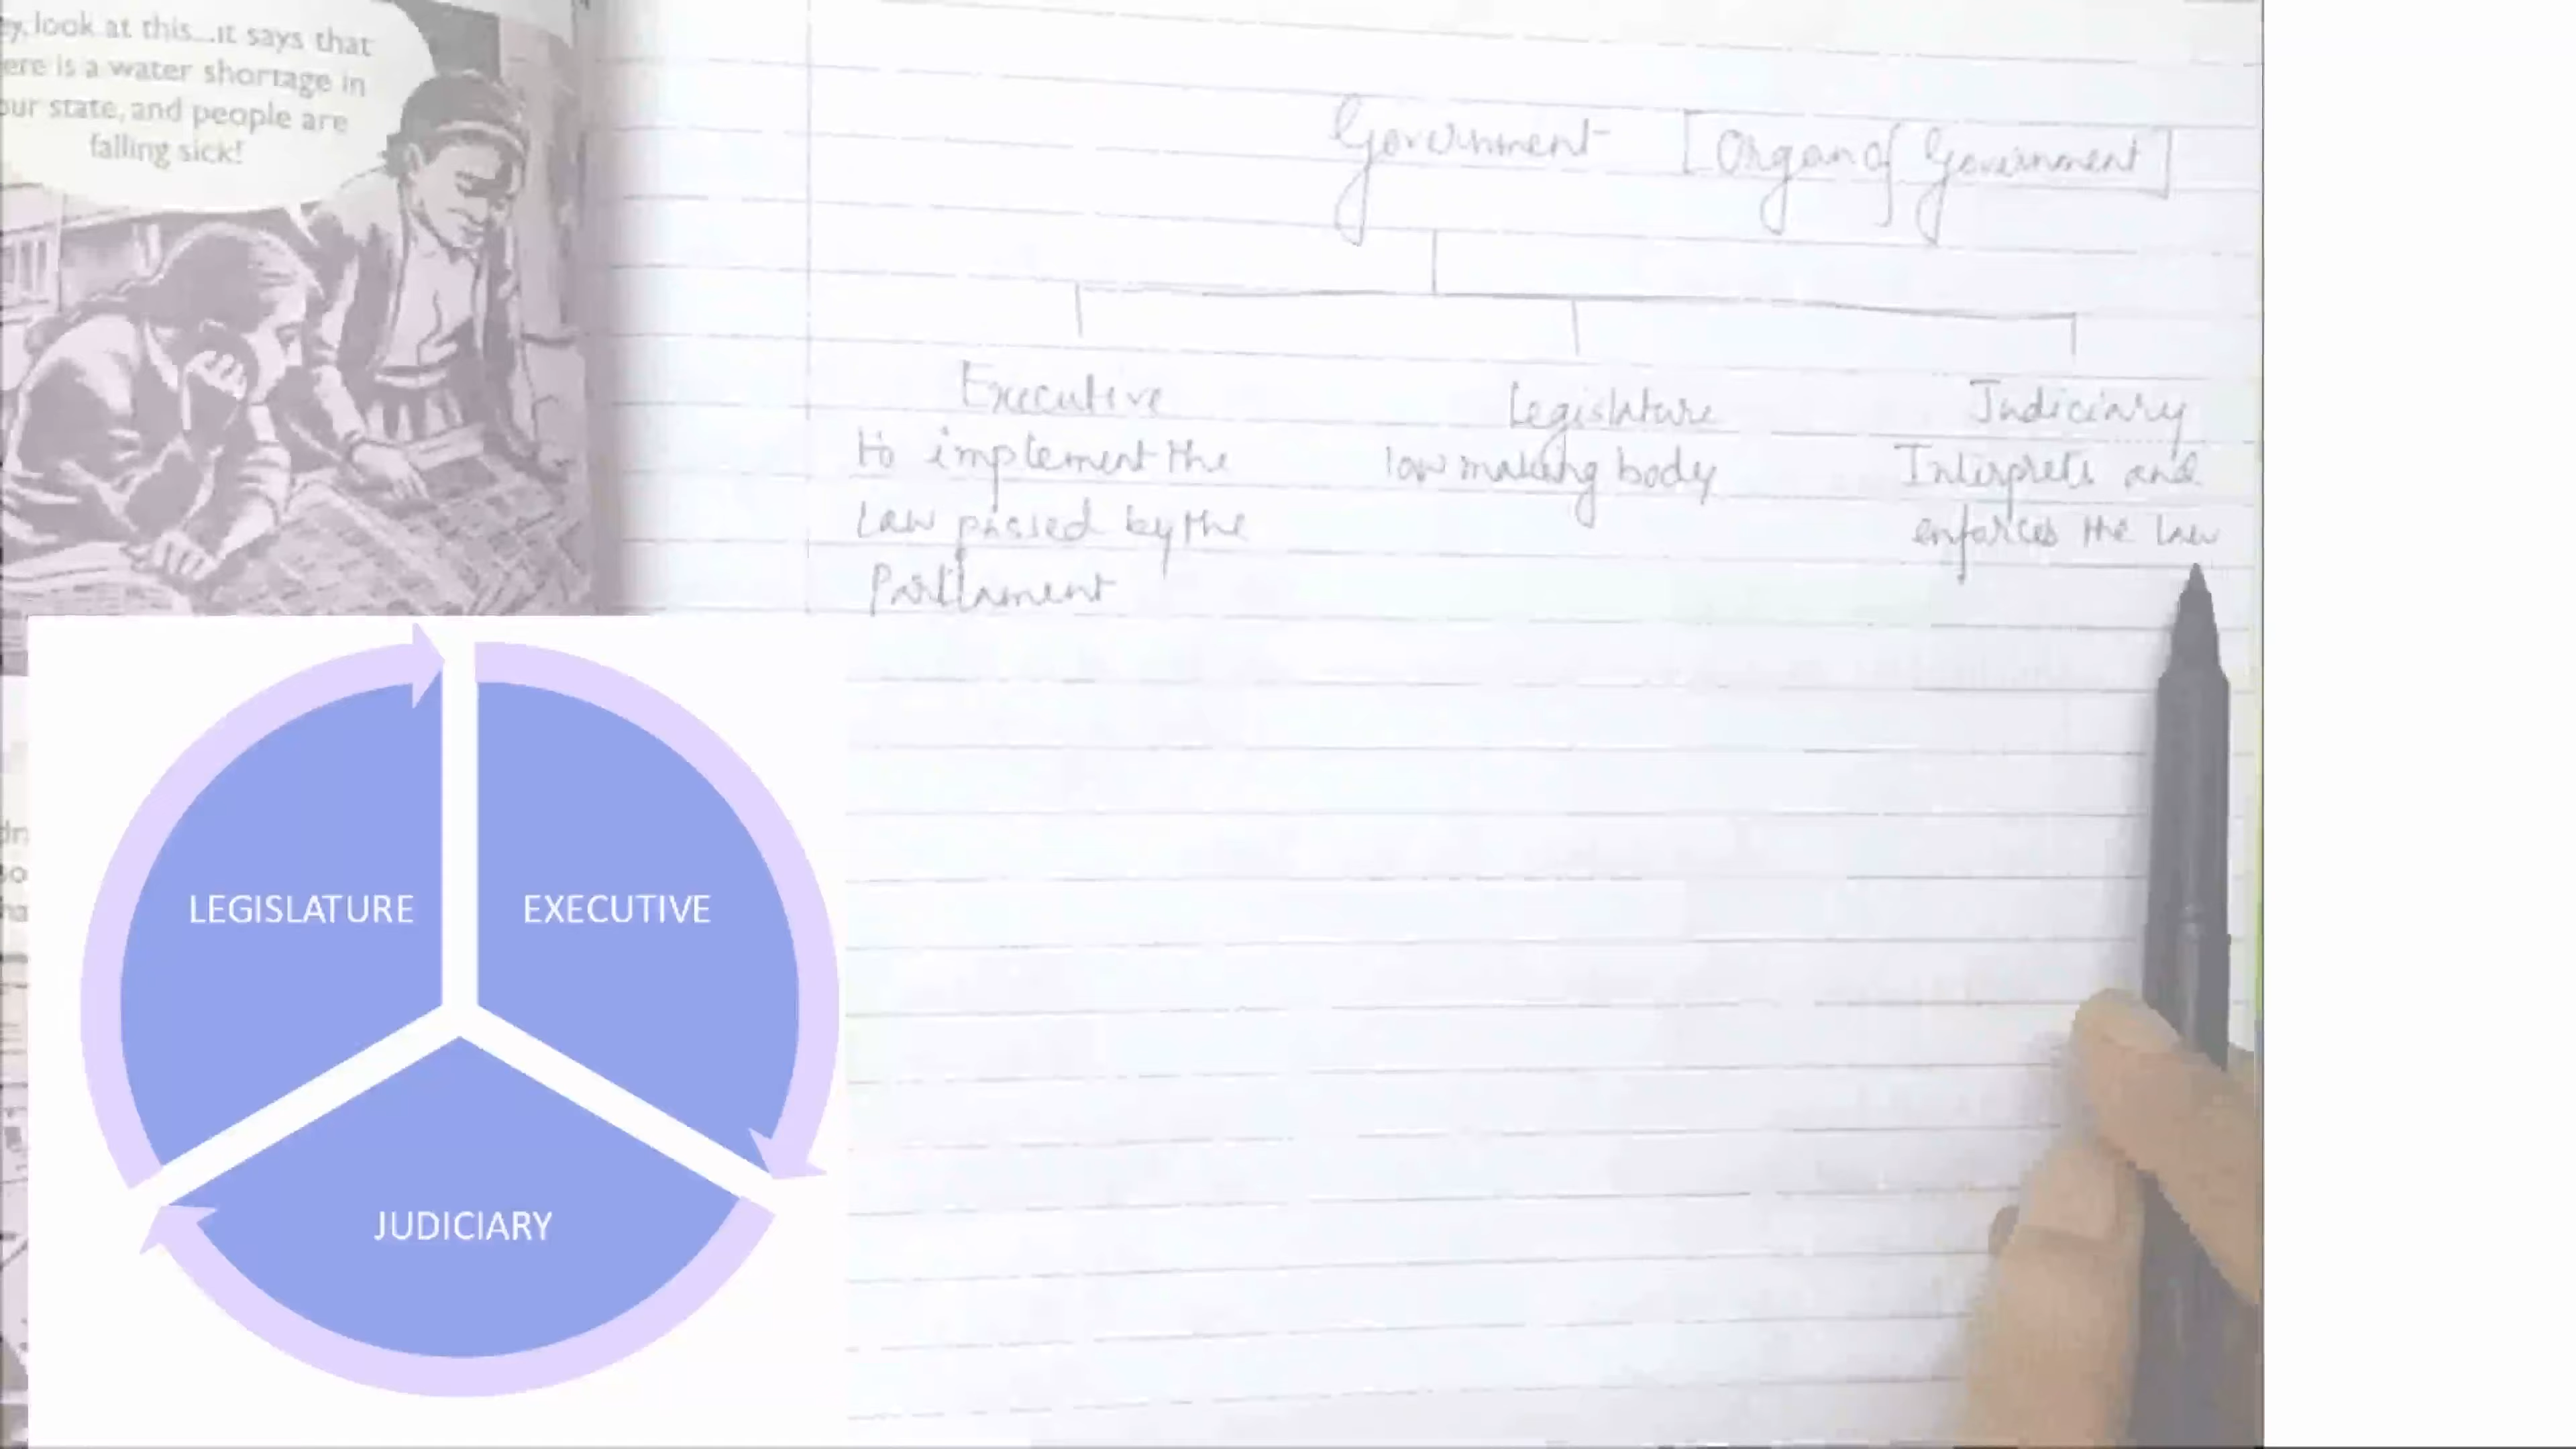 y, look at this...it says that
ere is a water shortage in
our state, and people are
falling sick!
Government [Organ of Government]
Executive Legislature Judiciary
to implement the law making body Interprets and
Law passed by the enforces the law
Parliament
LEGISLATURE EXECUTIVE
JUDICIARY